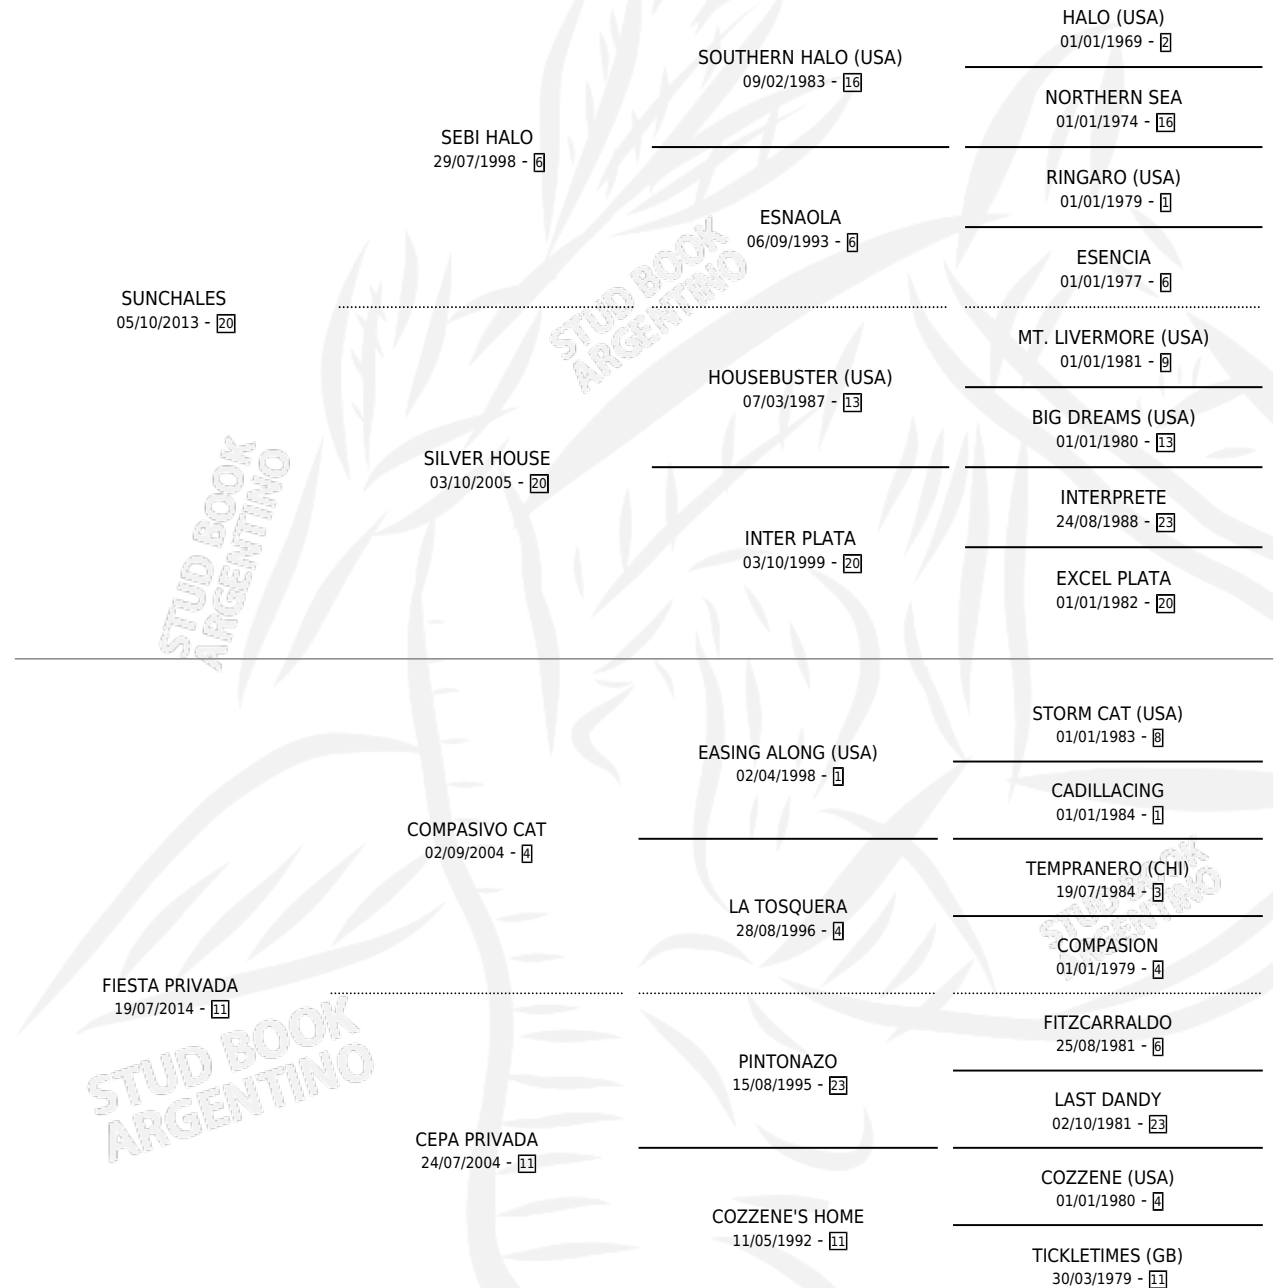 HALO (USA)
01/01/1969 - 2
SOUTHERN HALO (USA)
09/02/1983 - 16
NORTHERN SEA
01/01/1974 - 16
SEBI HALO
29/07/1998 - 6
RINGARO (USA)
01/01/1979 - 1
ESNAOLA
06/09/1993 - 6
ESENCIA
01/01/1977 - 6
SUNCHALES
05/10/2013 - 20
STUD BOOK
ARGENTINO
MT. LIVERMORE (USA)
01/01/1981 - 9
HOUSEBUSTER (USA)
07/03/1987 - 13
BIG DREAMS (USA)
01/01/1980 - 13
SILVER HOUSE
03/10/2005 - 20
INTERPRETE
24/08/1988 - 23
INTER PLATA
03/10/1999 - 20
EXCEL PLATA
01/01/1982 - 20
STUD BOOK
ARGENTINO
STORM CAT (USA)
01/01/1983 - 8
EASING ALONG (USA)
02/04/1998 - 1
CADILLACING
01/01/1984 - 1
COMPASIVO CAT
02/09/2004 - 4
TEMPRANERO (CHI)
19/07/1984 - 3
LA TOSQUERA
28/08/1996 - 4
STUD BOOK
ARGENTINO
COMPASION
01/01/1979 - 4
FIESTA PRIVADA
19/07/2014 - 11
FITZCARRALDO
25/08/1981 - 6
PINTONAZO
15/08/1995 - 23
LAST DANDY
02/10/1981 - 23
STUD BOOK
ARGENTINO
CEPA PRIVADA
24/07/2004 - 11
COZZENE (USA)
01/01/1980 - 4
COZZENE'S HOME
11/05/1992 - 11
TICKLETIMES (GB)
30/03/1979 - 11